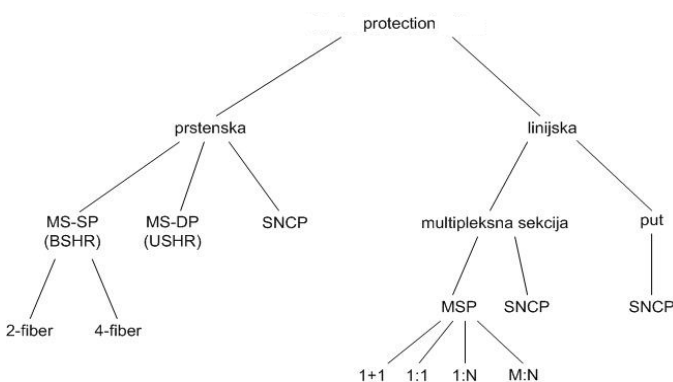 protection
prstenska
linijska
MS-SP
(BSHR)
MS-DP
(USHR)
SNCP
multipleksna sekcija
put
2-fiber
4-fiber
MSP
SNCP
SNCP
1+1
1:1
1:N
M:N